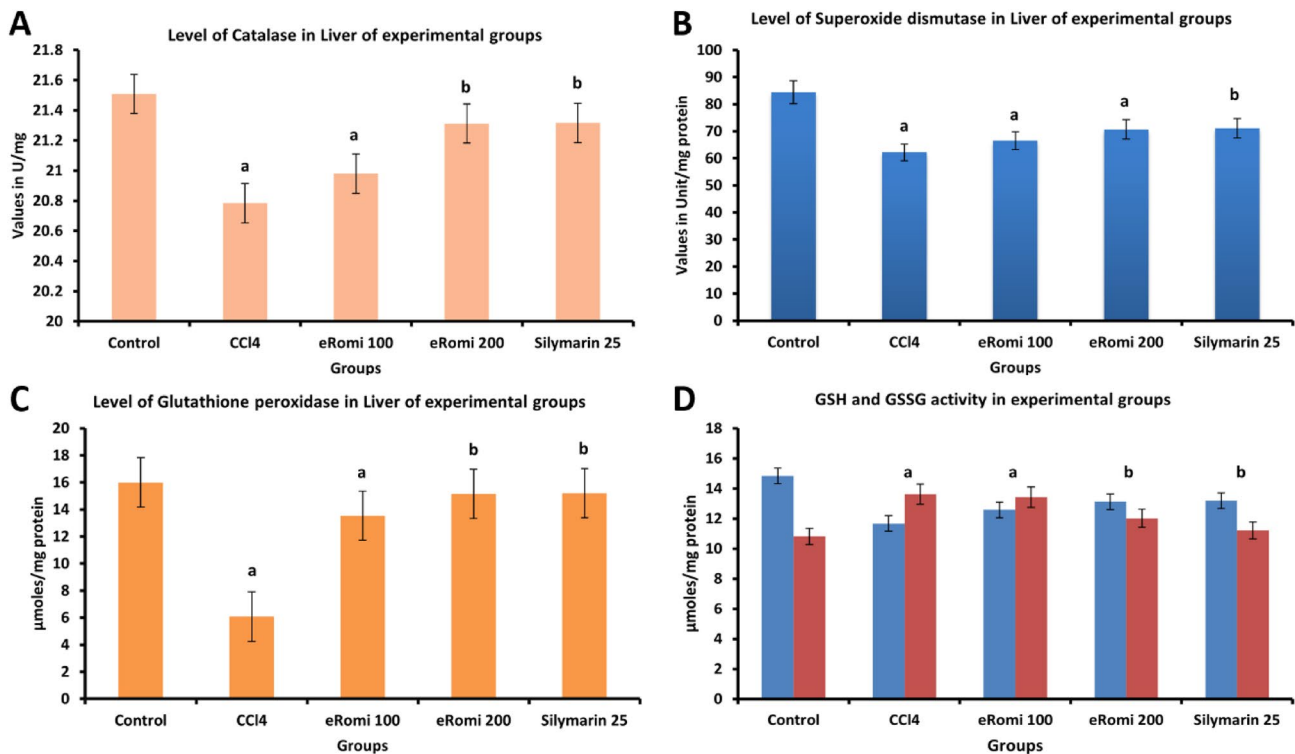 A
Level of Catalase in Liver of experimental groups
Values in U/mg
21.8
21.6
21.4
21.2
21
20.8
20.6
20.4
20.2
20
a
a
b
b
Control CCl4 eRomi 100 eRomi 200 Silymarin 25
Groups
B
Level of Superoxide dismutase in Liver of experimental groups
Values in Unit/mg protein
100
90
80
70
60
50
40
30
20
10
0
a
a
a
b
Control CCl4 eRomi 100 eRomi 200 Silymarin 25
Groups
C
Level of Glutathione peroxidase in Liver of experimental groups
µmoles/mg protein
20
18
16
14
12
10
8
6
4
2
0
a
a
b
b
Control CCl4 eRomi 100 eRomi 200 Silymarin 25
Groups
D
GSH and GSSG activity in experimental groups
µmoles/mg protein
18
16
14
12
10
8
6
4
2
0
a
a
b
b
Control CCl4 eRomi 100 eRomi 200 Silymarin 25
Groups